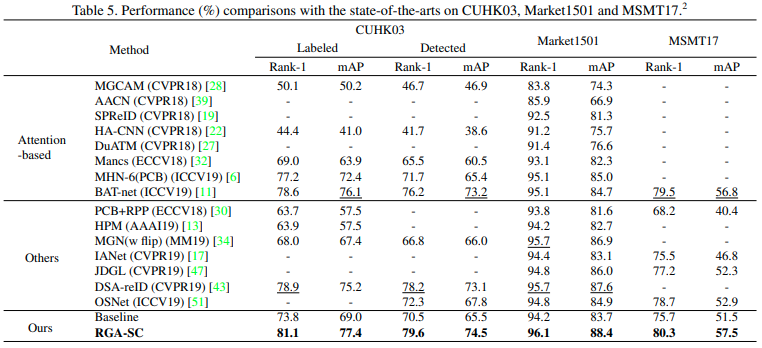 Table 5. Performance (%) comparisons with the state-of-the-arts on CUHK03, Market1501 and MSMT17.2
CUHK03
Method Labeled Detected Market1501 MSMT17
Rank-1 mAP Rank-1 mAP Rank-1 mAP Rank-1 mAP
Attention-based
MGCAM (CVPR18) [28] 50.1 50.2 46.7 46.9 83.8 74.3 - -
AACN (CVPR18) [39] - - - - 85.9 66.9 - -
SPReID (CVPR18) [19] - - - - 92.5 81.3 - -
HA-CNN (CVPR18) [22] 44.4 41.0 41.7 38.6 91.2 75.7 - -
DuATM (CVPR18) [27] - - - - 91.4 76.6 - -
Mancs (ECCV18) [32] 69.0 63.9 65.5 60.5 93.1 82.3 - -
MHN-6(PCB) (ICCV19) [6] 77.2 72.4 71.7 65.4 95.1 85.0 - -
BAT-net (ICCV19) [11] 78.6 76.1 76.2 73.2 95.1 84.7 79.5 56.8
Others
PCB+RPP (ECCV18) [30] 63.7 57.5 - - 93.8 81.6 68.2 40.4
HPM (AAAI19) [13] 63.9 57.5 - - 94.2 82.7 - -
MGN(w flip) (MM19) [34] 68.0 67.4 66.8 66.0 95.7 86.9 - -
IANet (CVPR19) [17] - - - - 94.4 83.1 75.5 46.8
JDGL (CVPR19) [47] - - - - 94.8 86.0 77.2 52.3
DSA-reID (CVPR19) [43] 78.9 75.2 78.2 73.1 95.7 87.6 - -
OSNet (ICCV19) [51] - - 72.3 67.8 94.8 84.9 78.7 52.9
Ours
Baseline 73.8 69.0 70.5 65.5 94.2 83.7 75.7 51.5
RGA-SC 81.1 77.4 79.6 74.5 96.1 88.4 80.3 57.5